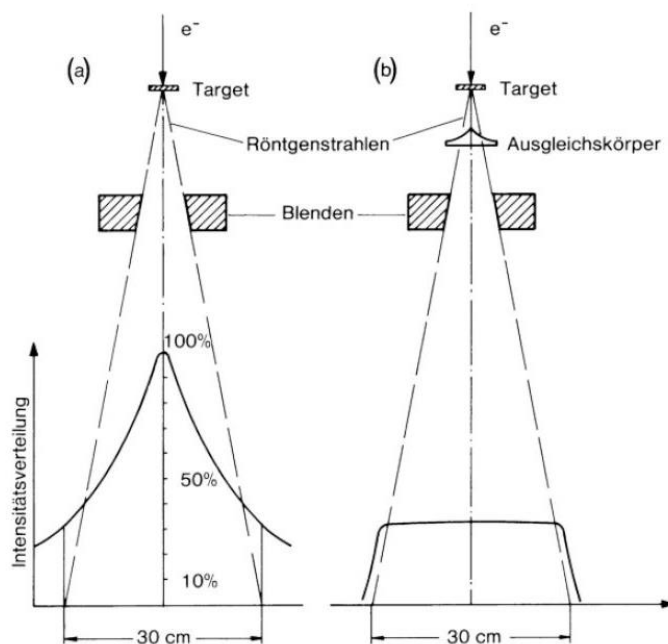 e⁻
(a)
Target
Röntgenstrahlen
Blenden
100%
50%
10%
Intensitätsverteilung
30 cm
e⁻
(b)
Target
Ausgleichskörper
30 cm